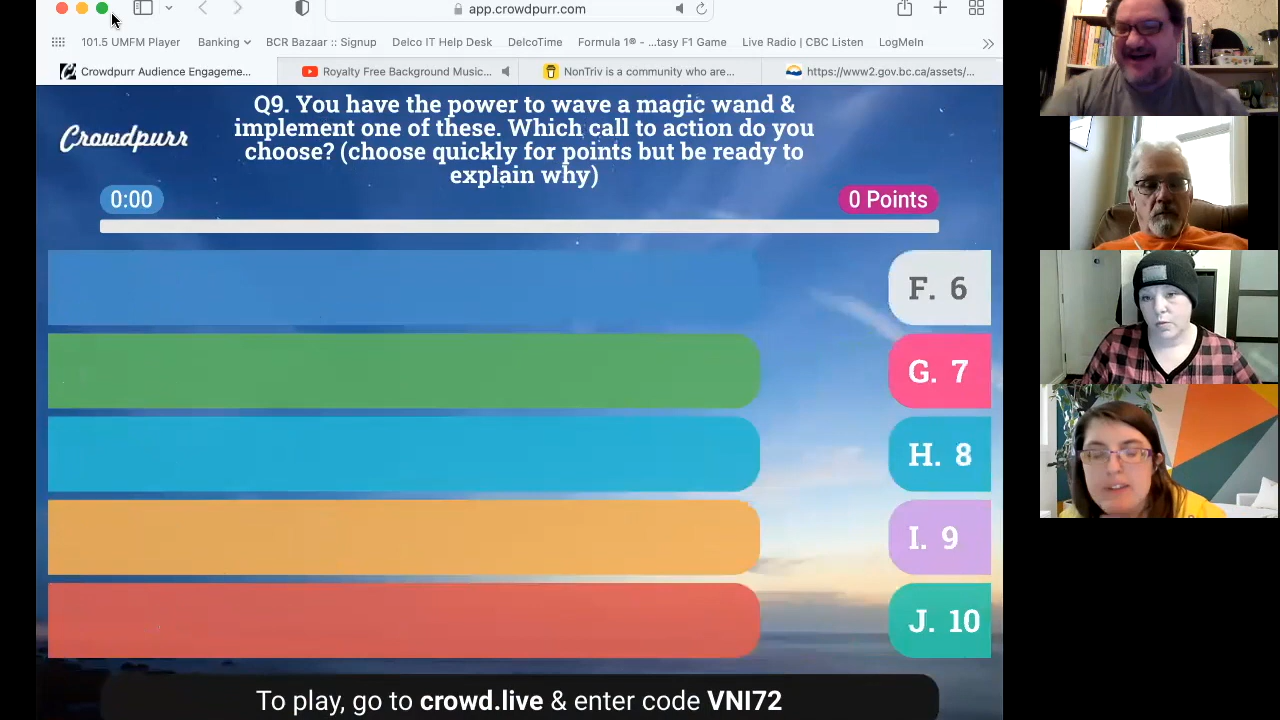 app.crowdpurr.com
101.5 UMFM Player
Banking
BCR Bazaar :: Signup
Delco IT Help Desk
DelcoTime
Formula 1® - ...tasy F1 Game
Live Radio | CBC Listen
LogMeIn
Crowdpurr Audience Engageme...
Royalty Free Background Music...
NonTriv is a community who are...
https://www2.gov.bc.ca/assets/...
Crowdpurr
Q9. You have the power to wave a magic wand &
implement one of these. Which call to action do you
choose? (choose quickly for points but be ready to
explain why)
0:00
0 Points
F. 6
G. 7
H. 8
I. 9
J. 10
To play, go to crowd.live & enter code VNI72